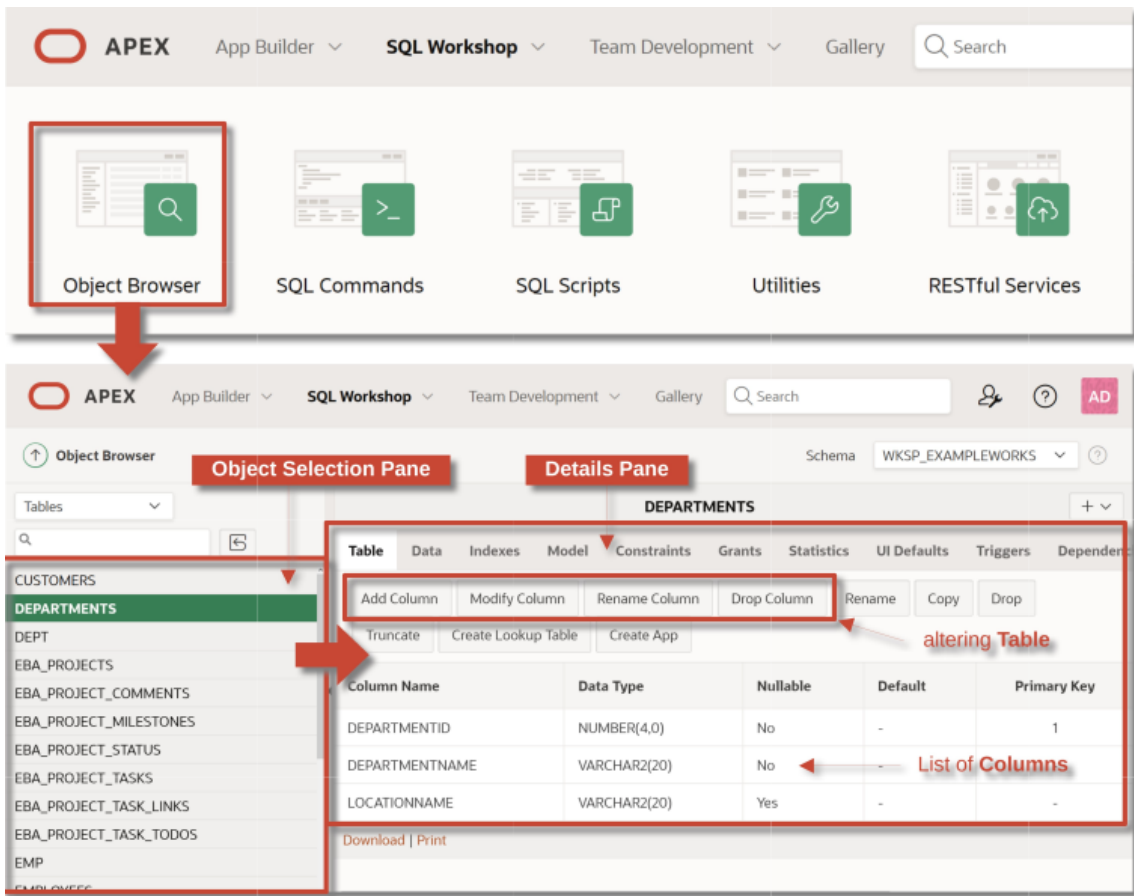 APEX App Builder SQL Workshop Team Development Gallery Search
Object Browser SQL Commands SQL Scripts Utilities RESTful Services
>_
APEX App Builder SQL Workshop Team Development Gallery Search AD
Object Browser Object Selection Pane Details Pane Schema WKSP_EXAMPLEWORKS
Tables DEPARTMENTS
Table Data Indexes Model Constraints Grants Statistics UI Defaults Triggers Dependenc
CUSTOMERS
DEPARTMENTS
DEPT
EBA_PROJECTS
EBA_PROJECT_COMMENTS
EBA_PROJECT_MILESTONES
EBA_PROJECT_STATUS
EBA_PROJECT_TASKS
EBA_PROJECT_TASK_LINKS
EBA_PROJECT_TASK_TODOS
EMP
EMPLOYEES
Add Column Modify Column Rename Column Drop Column Rename Copy Drop
Truncate Create Lookup Table Create App altering Table
Column Name Data Type Nullable Default Primary Key
DEPARTMENTID NUMBER(4,0) No - 1
DEPARTMENTNAME VARCHAR2(20) No - List of Columns
LOCATIONNAME VARCHAR2(20) Yes - -
Download | Print